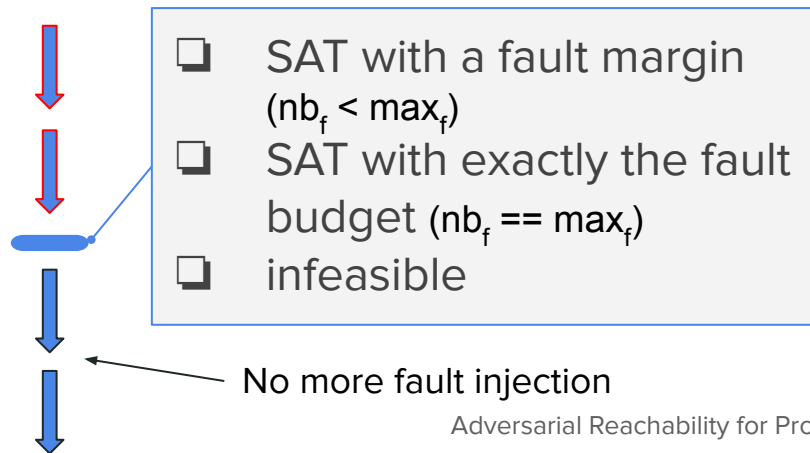 ❏ SAT with a fault margin
(nb_f < max_f)
❏ SAT with exactly the fault
budget (nb_f == max_f)
❏ infeasible
No more fault injection
Adversarial Reachability for Pro